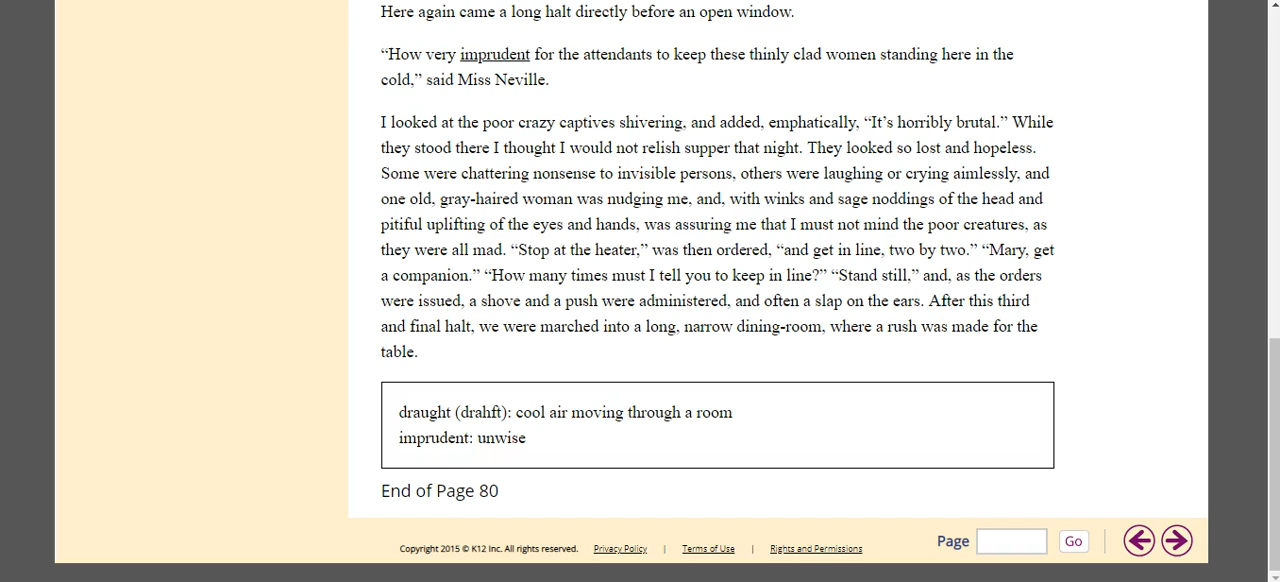 Here again came a long halt directly before an open window.
“How very imprudent for the attendants to keep these thinly clad women standing here in the
cold,” said Miss Neville.
I looked at the poor crazy captives shivering, and added, emphatically, “It’s horribly brutal.” While
they stood there I thought I would not relish supper that night. They looked so lost and hopeless.
Some were chattering nonsense to invisible persons, others were laughing or crying aimlessly, and
one old, gray-haired woman was nudging me, and, with winks and sage noddings of the head and
pitiful uplifting of the eyes and hands, was assuring me that I must not mind the poor creatures, as
they were all mad. “Stop at the heater,” was then ordered, “and get in line, two by two.” “Mary, get
a companion.” “How many times must I tell you to keep in line?” “Stand still,” and, as the orders
were issued, a shove and a push were administered, and often a slap on the ears. After this third
and final halt, we were marched into a long, narrow dining-room, where a rush was made for the
table.
draught (drahft): cool air moving through a room
imprudent: unwise
End of Page 80
Copyright 2015 © K12 Inc. All rights reserved. Privacy Policy | Terms of Use | Rights and Permissions Page Go